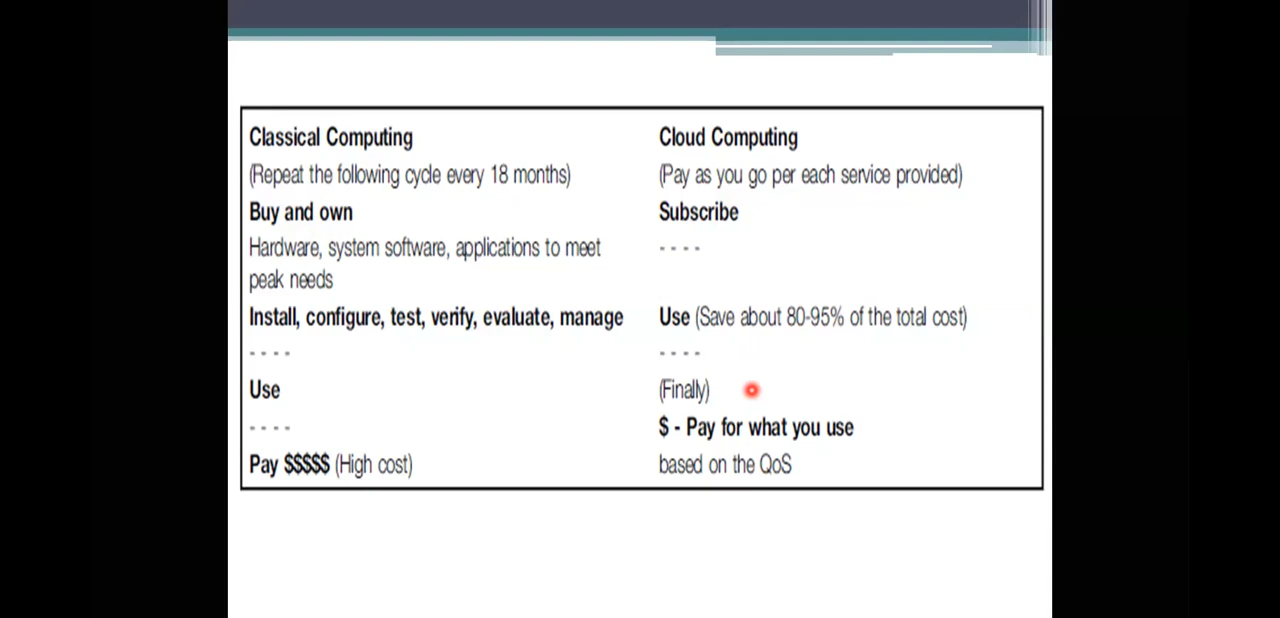 Classical Computing
(Repeat the following cycle every 18 months)
Buy and own
Hardware, system software, applications to meet
peak needs
Install, configure, test, verify, evaluate, manage
- - - -
Use
- - - -
Pay $$$$$ (High cost)
Cloud Computing
(Pay as you go per each service provided)
Subscribe
- - - -
Use (Save about 80-95% of the total cost)
- - - -
(Finally)
$ - Pay for what you use
based on the QoS